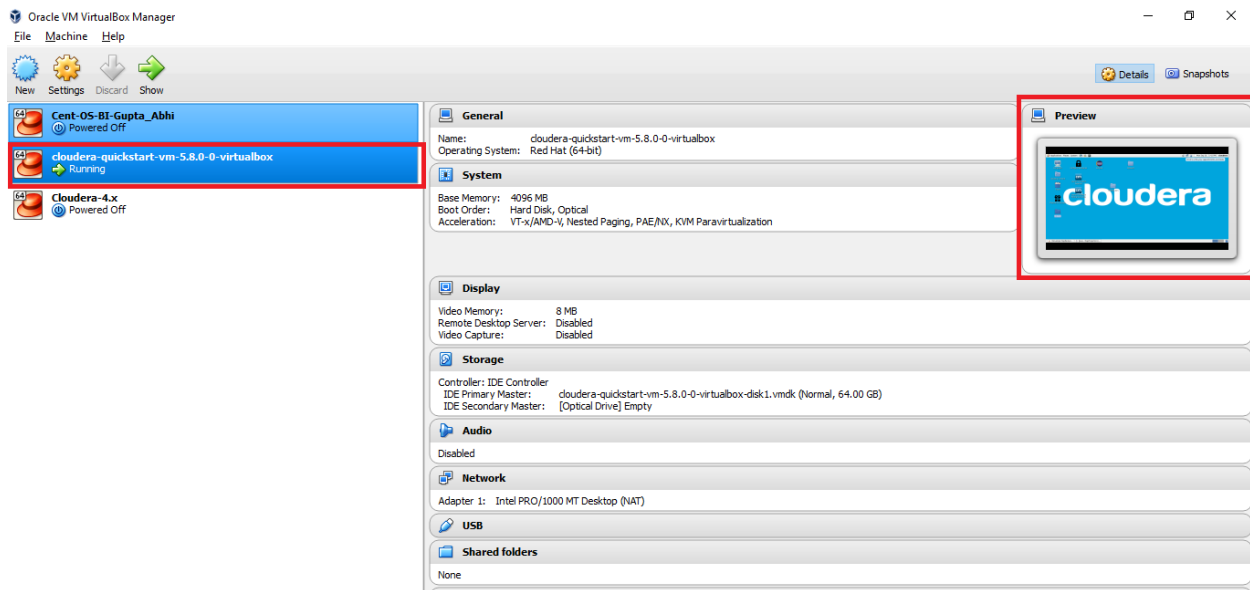 Oracle VM VirtualBox Manager
File Machine Help
New Settings Discard Show
Details Snapshots
64 Cent-OS-BI-Gupta_Abhi
Powered Off
64 cloudera-quickstart-vm-5.8.0-0-virtualbox
Running
64 Cloudera-4.x
Powered Off
General
Name: cloudera-quickstart-vm-5.8.0-0-virtualbox
Operating System: Red Hat (64-bit)
System
Base Memory: 4096 MB
Boot Order: Hard Disk, Optical
Acceleration: VT-x/AMD-V, Nested Paging, PAE/NX, KVM Paravirtualization
Preview
cloudera
Display
Video Memory: 8 MB
Remote Desktop Server: Disabled
Video Capture: Disabled
Storage
Controller: IDE Controller
IDE Primary Master: cloudera-quickstart-vm-5.8.0-0-virtualbox-disk1.vmdk (Normal, 64.00 GB)
IDE Secondary Master: [Optical Drive] Empty
Audio
Disabled
Network
Adapter 1: Intel PRO/1000 MT Desktop (NAT)
USB
Shared folders
None